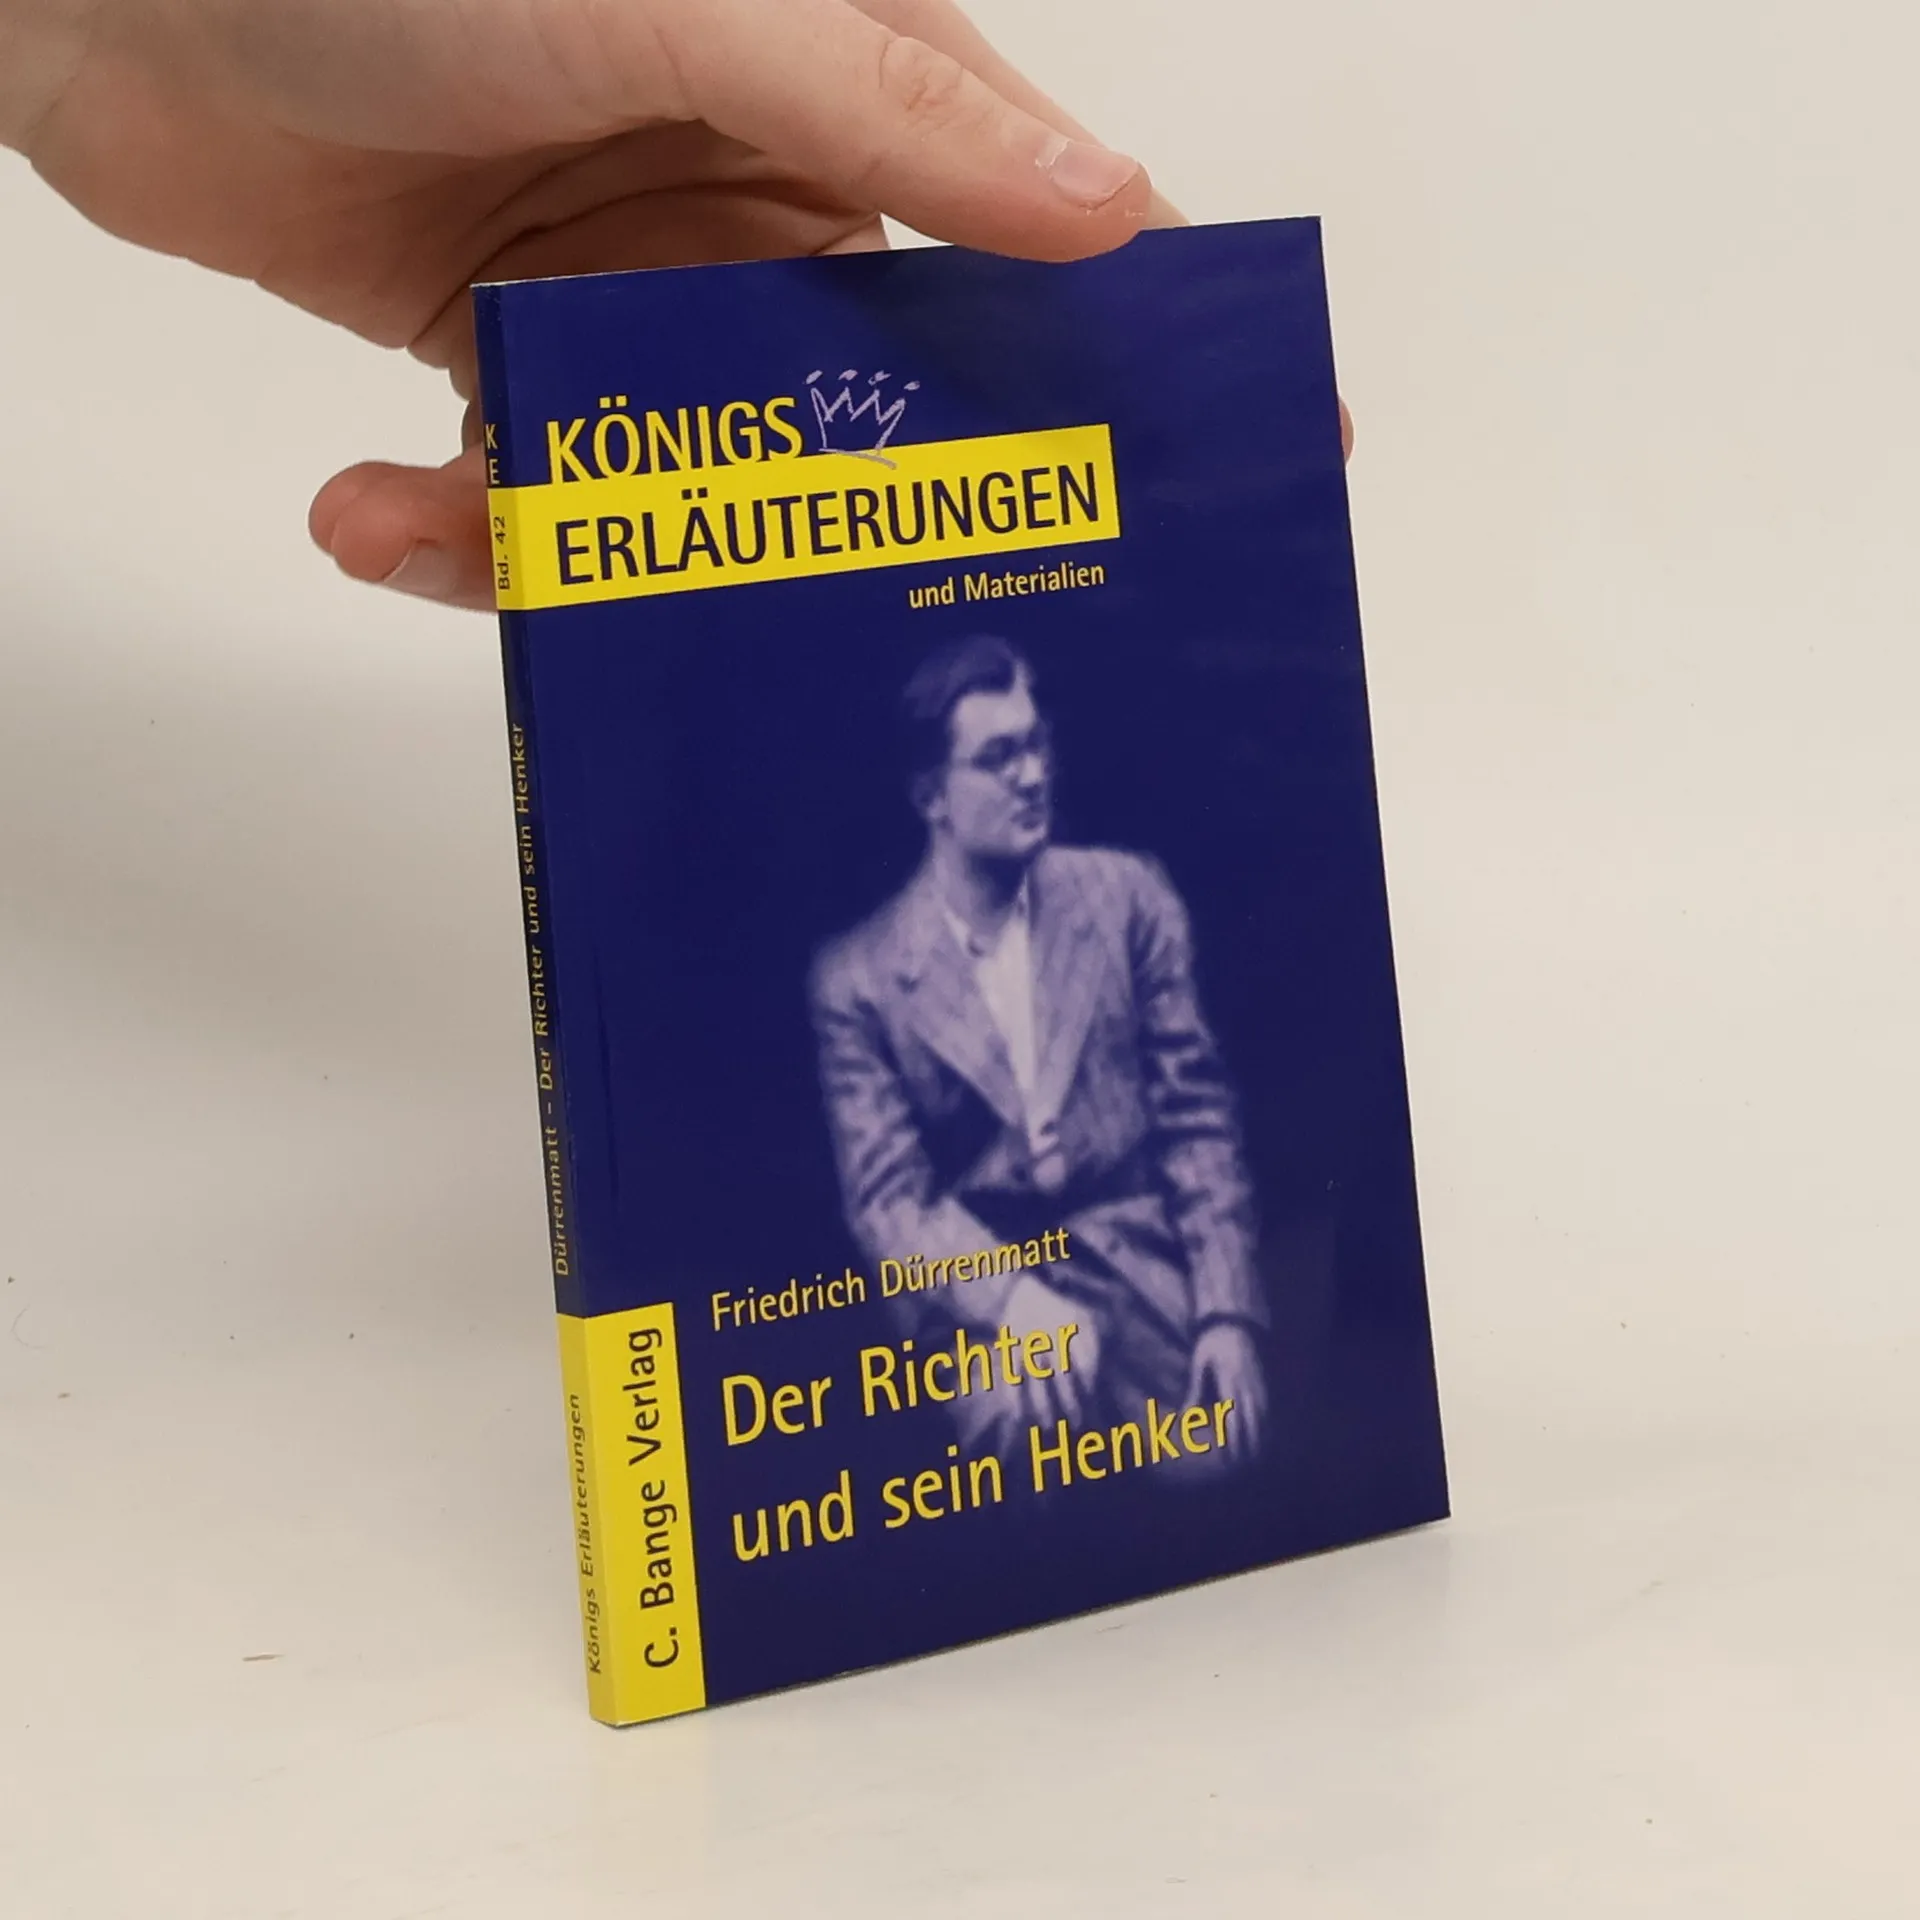 KÖNIGS
ERLÄUTERUNGEN
und Materialien
Friedrich Dürrenmatt
Der Richter
und sein Henker
C. Bange Verlag
KE
Bd. 42
Dürrenmatt – Der Richter und sein Henker
Königs Erläuterungen